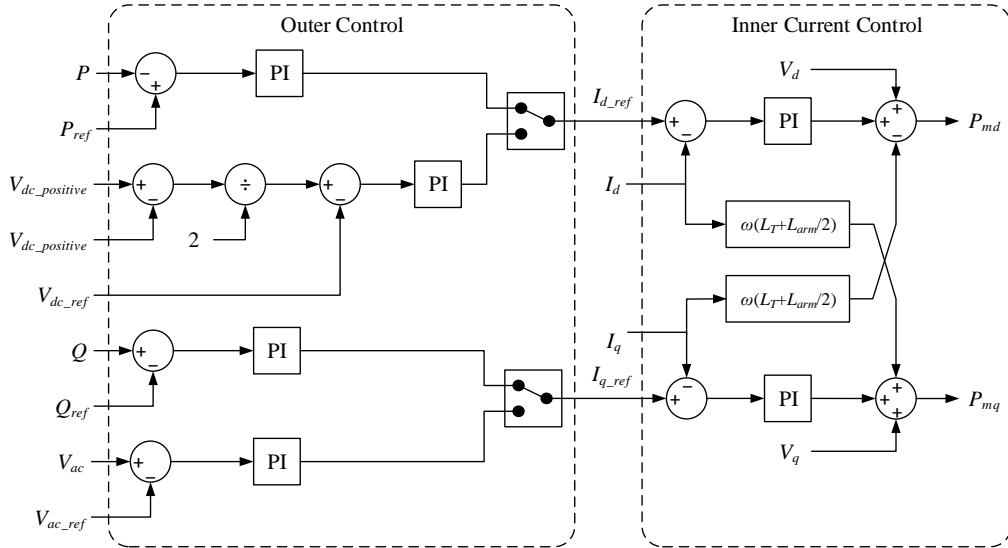 Outer Control
Inner Current Control
P
−
+
PI
P_ref
V_dc_positive
+
−
÷
+
−
PI
V_dc_positive
2
V_dc_ref
Q
+
−
PI
Q_ref
V_ac
+
−
PI
V_ac_ref
I_d_ref
I_q_ref
V_d
+
−
PI
+
+
−
P_md
I_d
ω(L_T+L_arm/2)
ω(L_T+L_arm/2)
I_q
−
+
PI
+
+
+
P_mq
V_q